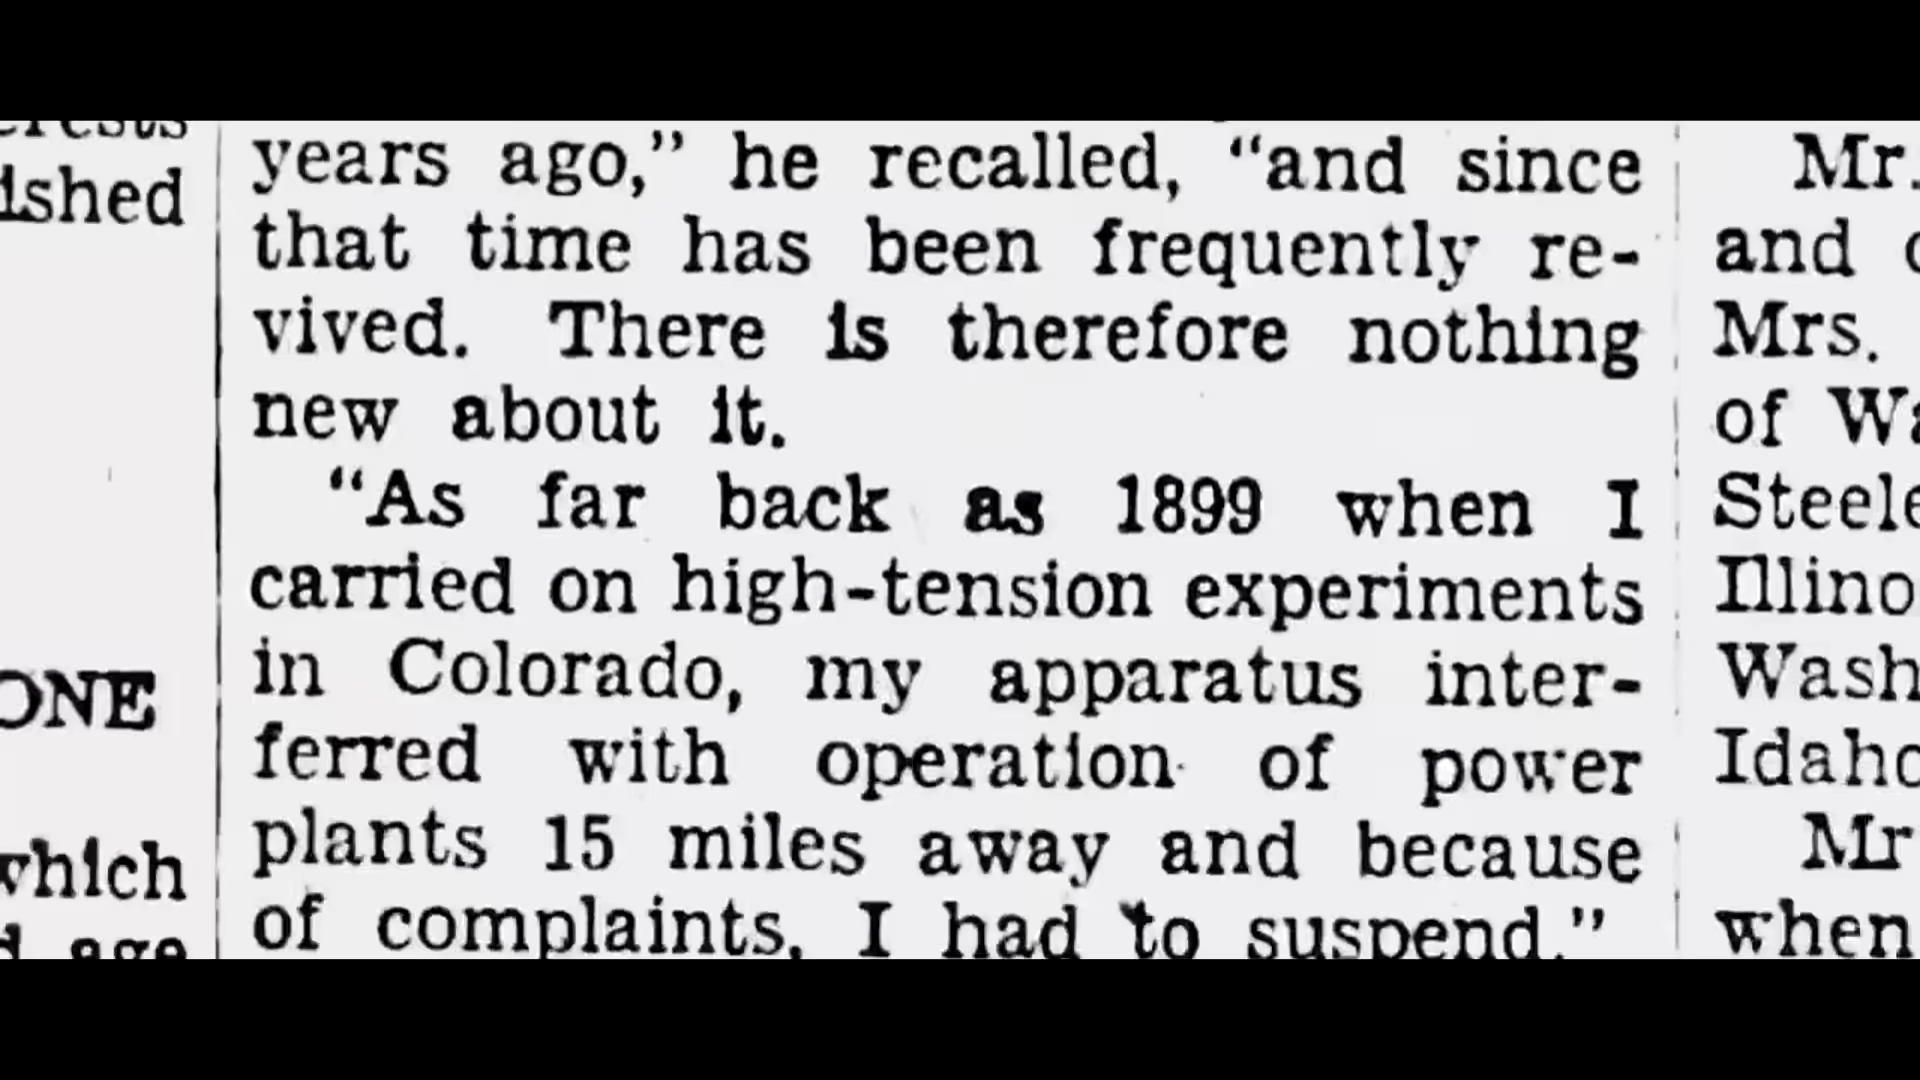 years ago,” he recalled, “and since
that time has been frequently re-
vived. There is therefore nothing
new about it.
“As far back as 1899 when I
carried on high-tension experiments
in Colorado, my apparatus inter-
ferred with operation of power
plants 15 miles away and because
of complaints, I had to suspend.”
ished
ONE
which
age
Mr.
and
Mrs.
of
Steele
Wash
Mr
when